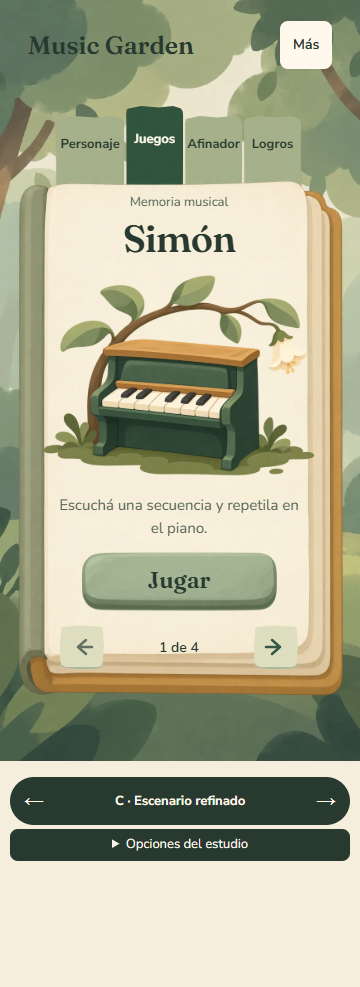 Music Garden
Más
Personaje
Juegos
Afinador
Logros
Memoria musical
Simón
Escuchá una secuencia y repetila en
el piano.
Jugar
← 1 de 4 →
← C · Escenario refinado →
▶ Opciones del estudio